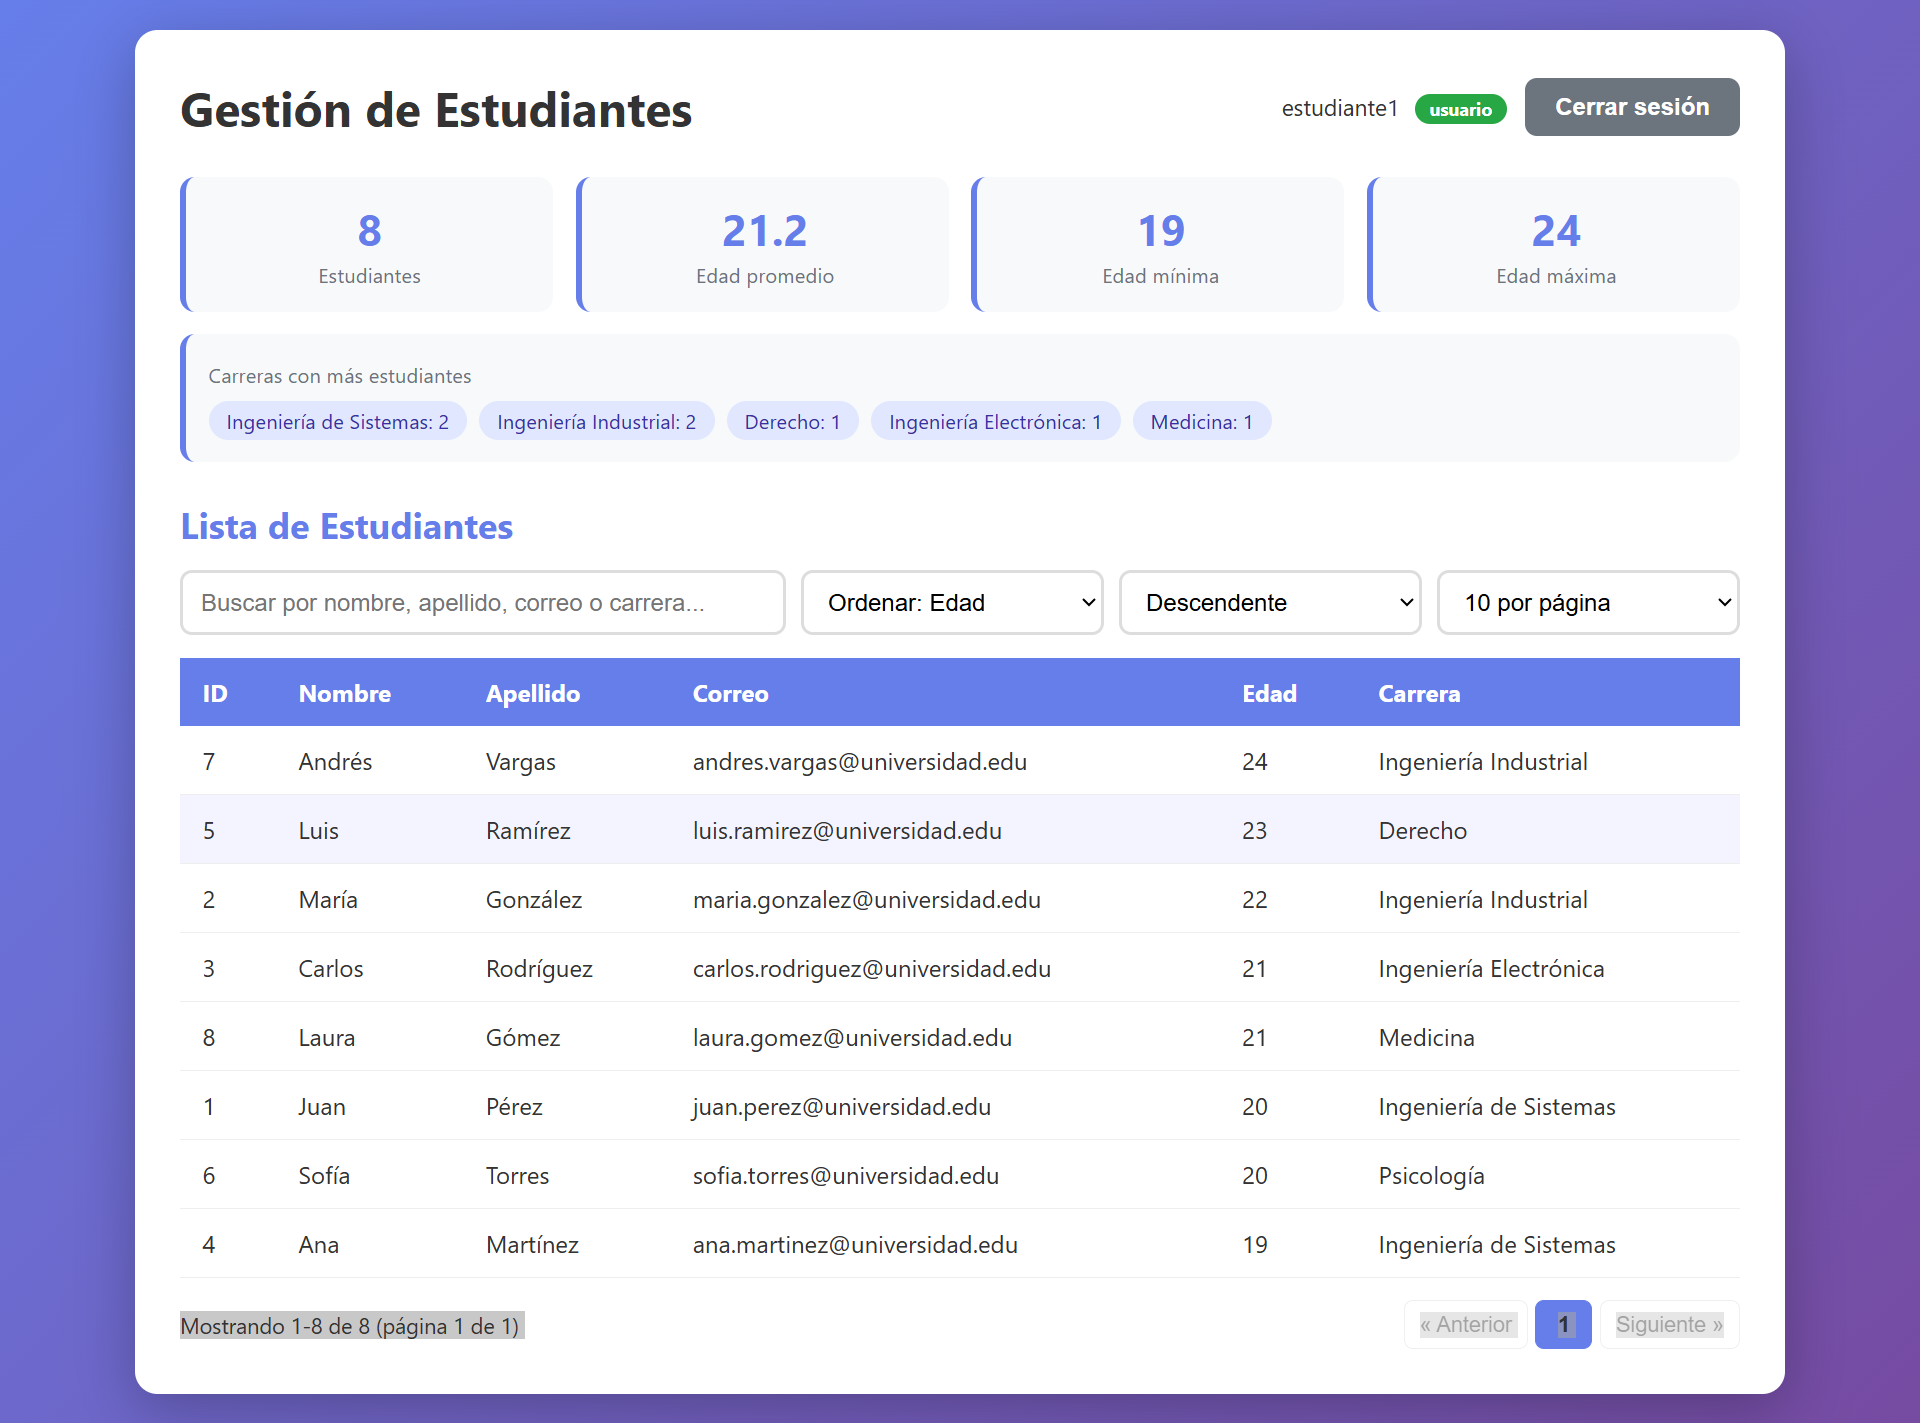 Gestión de Estudiantes
estudiante1 usuario Cerrar sesión
8 21.2 19 24
Estudiantes Edad promedio Edad mínima Edad máxima
Carreras con más estudiantes
Ingeniería de Sistemas: 2 Ingeniería Industrial: 2 Derecho: 1 Ingeniería Electrónica: 1 Medicina: 1
Lista de Estudiantes
Buscar por nombre, apellido, correo o carrera... Ordenar: Edad Descendente 10 por página
ID Nombre Apellido Correo Edad Carrera
7 Andrés Vargas andres.vargas@universidad.edu 24 Ingeniería Industrial
5 Luis Ramírez luis.ramirez@universidad.edu 23 Derecho
2 María González maria.gonzalez@universidad.edu 22 Ingeniería Industrial
3 Carlos Rodríguez carlos.rodriguez@universidad.edu 21 Ingeniería Electrónica
8 Laura Gómez laura.gomez@universidad.edu 21 Medicina
1 Juan Pérez juan.perez@universidad.edu 20 Ingeniería de Sistemas
6 Sofía Torres sofia.torres@universidad.edu 20 Psicología
4 Ana Martínez ana.martinez@universidad.edu 19 Ingeniería de Sistemas
Mostrando 1-8 de 8 (página 1 de 1) « Anterior 1 Siguiente »